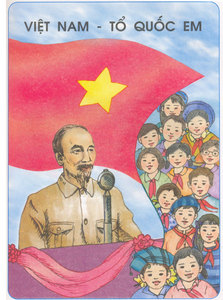 VIỆT NAM - TỔ QUỐC EM